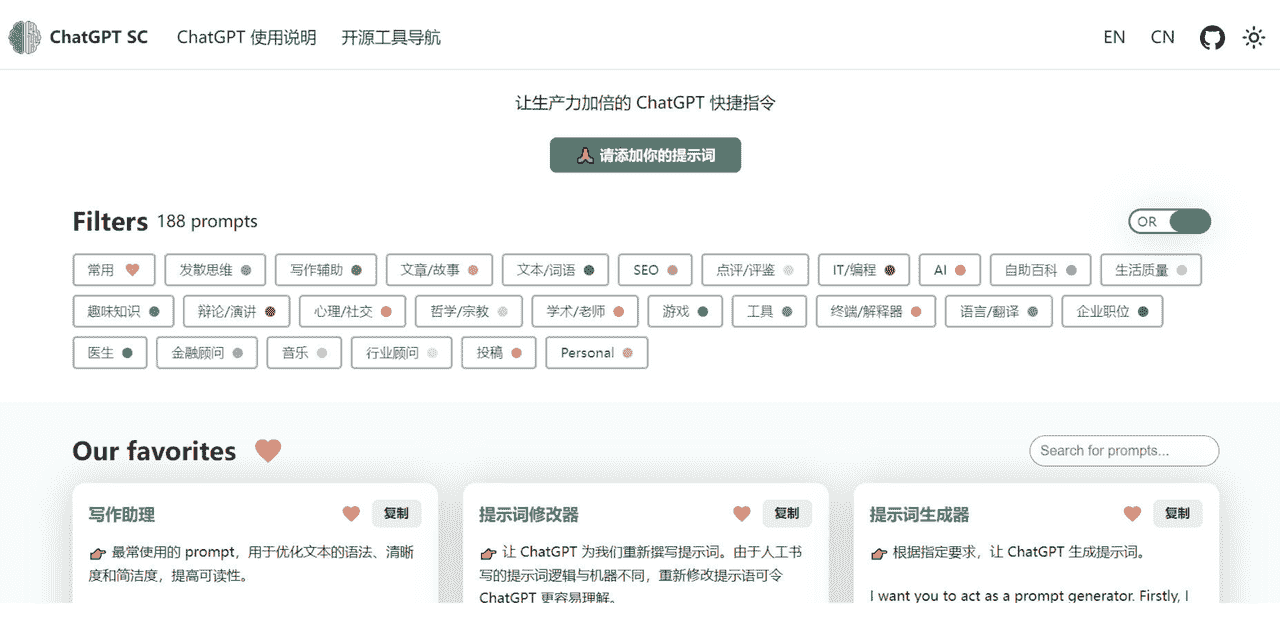 ChatGPT SC ChatGPT 使用说明 开源工具导航 EN CN
让生产力加倍的 ChatGPT 快捷指令
请添加你的提示词
Filters 188 prompts OR
常用 发散思维 写作辅助 文章/故事 文本/词语 SEO 点评/评鉴 IT/编程 AI 自助百科 生活质量
趣味知识 辩论/演讲 心理/社交 哲学/宗教 学术/老师 游戏 工具 终端/解释器 语言/翻译 企业职位
医生 金融顾问 音乐 行业顾问 投稿 Personal
Our favorites Search for prompts...
写作助理 复制
👉 最常使用的 prompt，用于优化文本的语法、清晰
度和简洁度，提高可读性。
提示词修改器 复制
👉 让 ChatGPT 为我们重新撰写提示词。由于人工书
写的提示词逻辑与机器不同，重新修改提示语可令
ChatGPT 更容易理解。
提示词生成器 复制
👉 根据指定要求，让 ChatGPT 生成提示词。
I want you to act as a prompt generator. Firstly, I